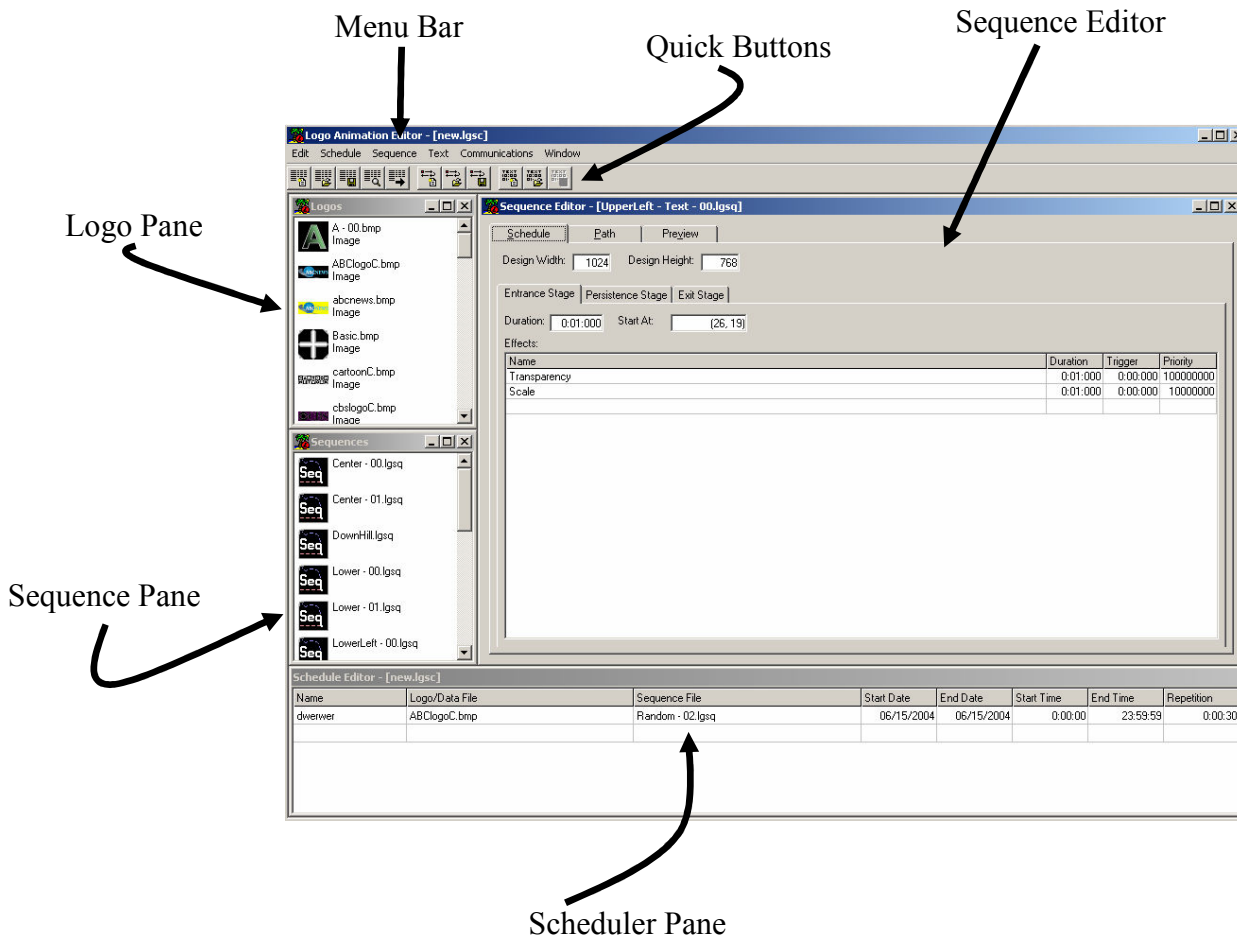 Menu Bar
Quick Buttons
Sequence Editor
Logo Animation Editor - [new.lgsc]
Edit Schedule Sequence Text Communications Window
Logo Pane
Logos
A - 00.bmp
Image
ABClogoC.bmp
Image
abcnews.bmp
Image
Basic.bmp
Image
cartoonC.bmp
Image
cbslogoC.bmp
Image
Sequence Editor - [UpperLeft - Text - 00.lgsq]
Schedule Path Preview
Design Width: 1024 Design Height: 768
Entrance Stage Persistence Stage Exit Stage
Duration: 0:01:000 Start At: (26, 19)
Effects:
Name Duration Trigger Priority
Transparency 0:01:000 0:00:000 100000000
Scale 0:01:000 0:00:000 10000000
Sequence Pane
Sequences
Seq Center - 00.lgsq
Seq Center - 01.lgsq
Seq DownHill.lgsq
Seq Lower - 00.lgsq
Seq Lower - 01.lgsq
Seq LowerLeft - 00.lgsq
Schedule Editor - [new.lgsc]
Name Logo/Data File Sequence File Start Date End Date Start Time End Time Repetition
dwerwer ABClogoC.bmp Random - 02.lgsq 06/15/2004 06/15/2004 0:00:00 23:59:59 0:00:30
Scheduler Pane